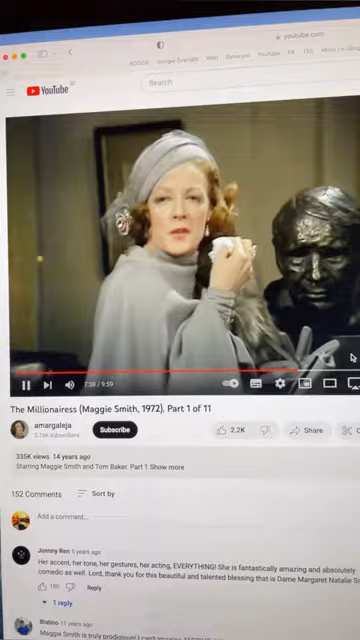 youtube.com
YouTube
Search
7:38 / 9:59
The Millionairess (Maggie Smith, 1972). Part 1 of 11
amargaleja
3.16K subscribers
Subscribe
2.2K
Share
335K views 14 years ago
Starring Maggie Smith and Tom Baker. Part 1 Show more
152 Comments
Sort by
Add a comment...
Jonny Ren 5 years ago
Her accent, her tone, her gestures, her acting, EVERYTHING! She is fantastically amazing and absolutely
comedic as well. Lord, thank you for this beautiful and talented blessing that is Dame Margaret Natalie
180
Reply
1 reply
11 years ago
Maggie Smith is truly prodigious!